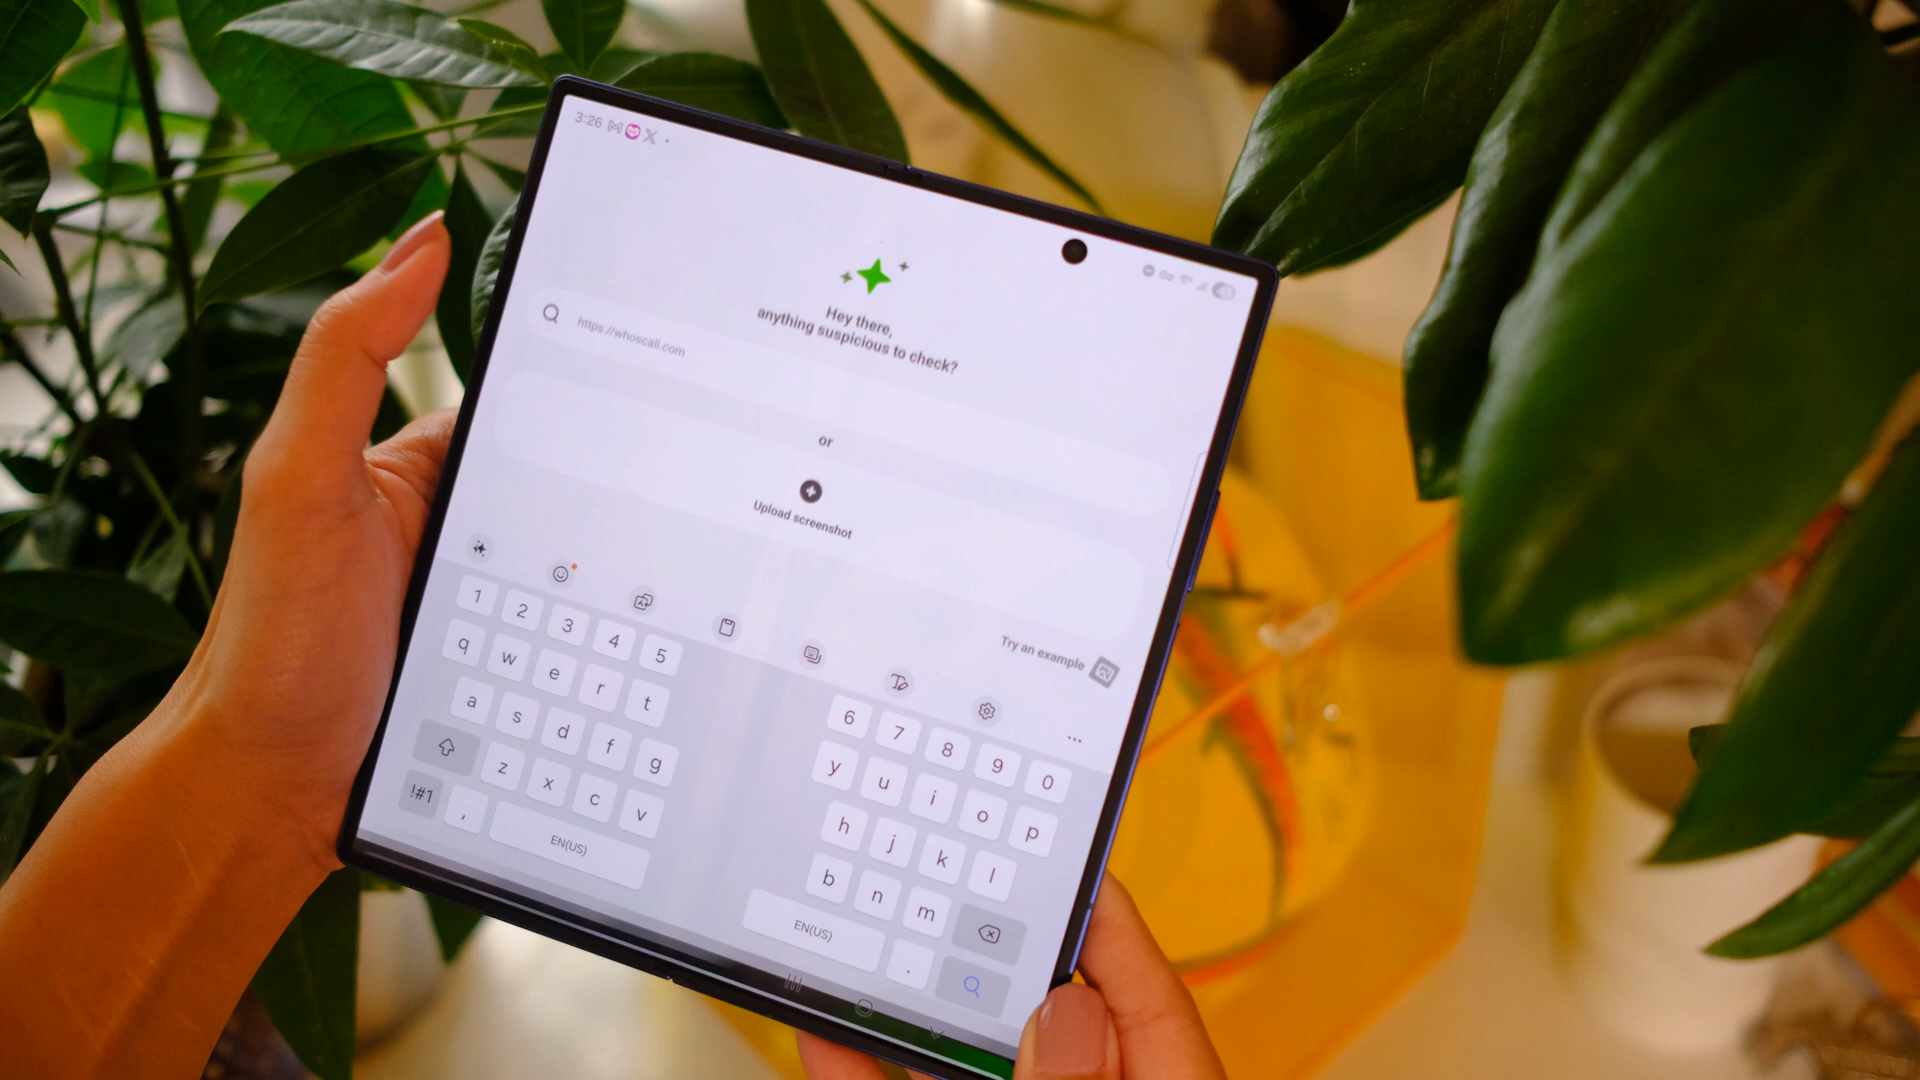 3:26
Hey there,
anything suspicious to check?
https://whoscall.com
or
Upload screenshot
Try an example
1 2 3 4 5 6 7 8 9 0
q w e r t y u i o p
a s d f g h j k l
z x c v b n m
!#1 , EN(US) EN(US) .